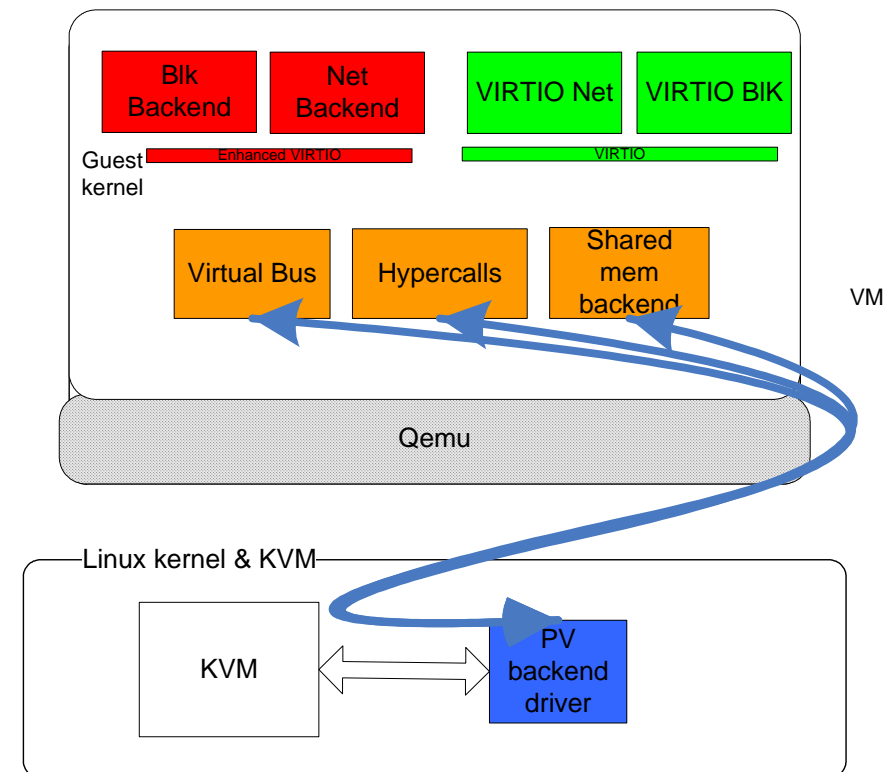 Blk
Backend
Net
Backend
VIRTIO Net
VIRTIO BlK
Guest
kernel
Enhanced VIRTIO
VIRTIO
Virtual Bus
Hypercalls
Shared
mem
backend
VM
Qemu
Linux kernel & KVM
KVM
PV
backend
driver